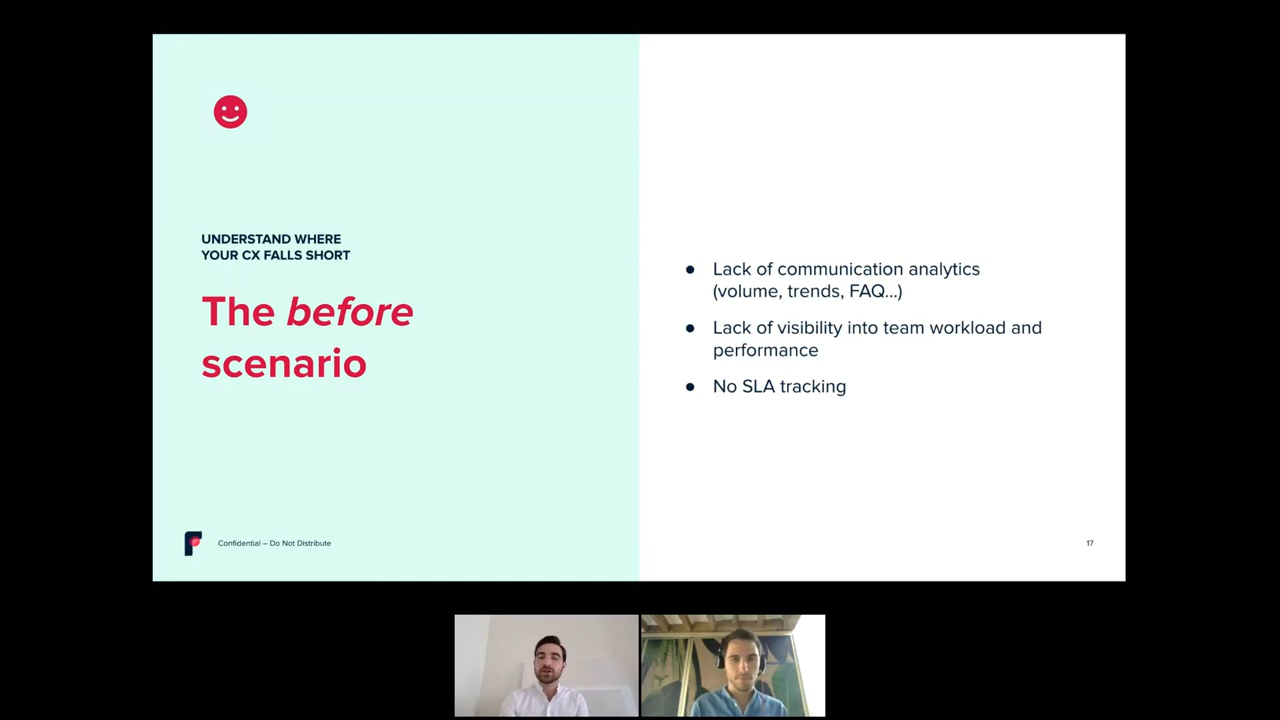 UNDERSTAND WHERE
YOUR CX FALLS SHORT
The before
scenario
● Lack of communication analytics
(volume, trends, FAQ...)
● Lack of visibility into team workload and
performance
● No SLA tracking
Confidential – Do Not Distribute
17